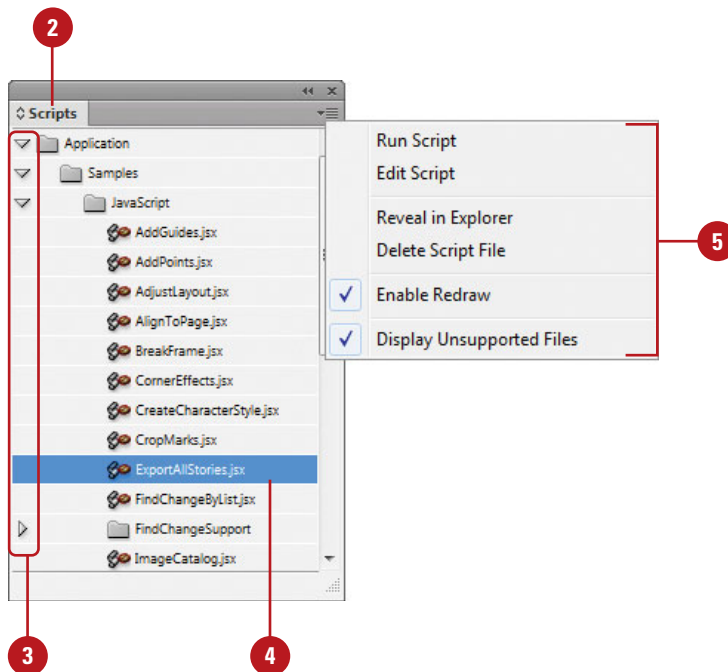 2
Scripts
Application
Samples
JavaScript
AddGuides.jsx
AddPoints.jsx
AdjustLayout.jsx
AlignToPage.jsx
BreakFrame.jsx
CornerEffects.jsx
CreateCharacterStyle.jsx
CropMarks.jsx
ExportAllStories.jsx
FindChangeByList.jsx
FindChangeSupport
ImageCatalog.jsx
Run Script
Edit Script
Reveal in Explorer
Delete Script File
Enable Redraw
Display Unsupported Files
5
3
4